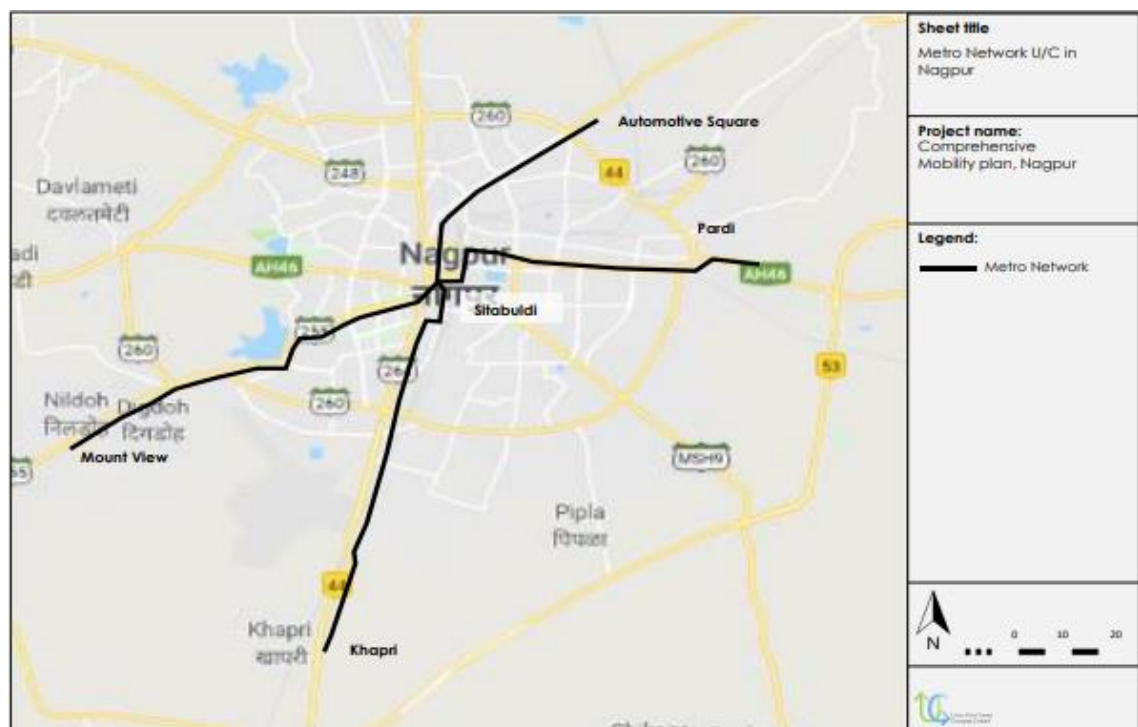 260
Automotive Square
248
44
260
Davlameti
दवलतमेटी
Pardi
Nagpur
नागपूर
AH46
AH46
Sitabuldi
260
53
260
Nildoh
निलडोह
Digdoh
दिगडोह
Mount View
MSH9
Pipla
पिपळा
44
Khapri
खापरी
Khapri
Sheet title
Metro Network U/C in
Nagpur
Project name:
Comprehensive
Mobility plan, Nagpur
Legend:
Metro Network
N
0 10 20